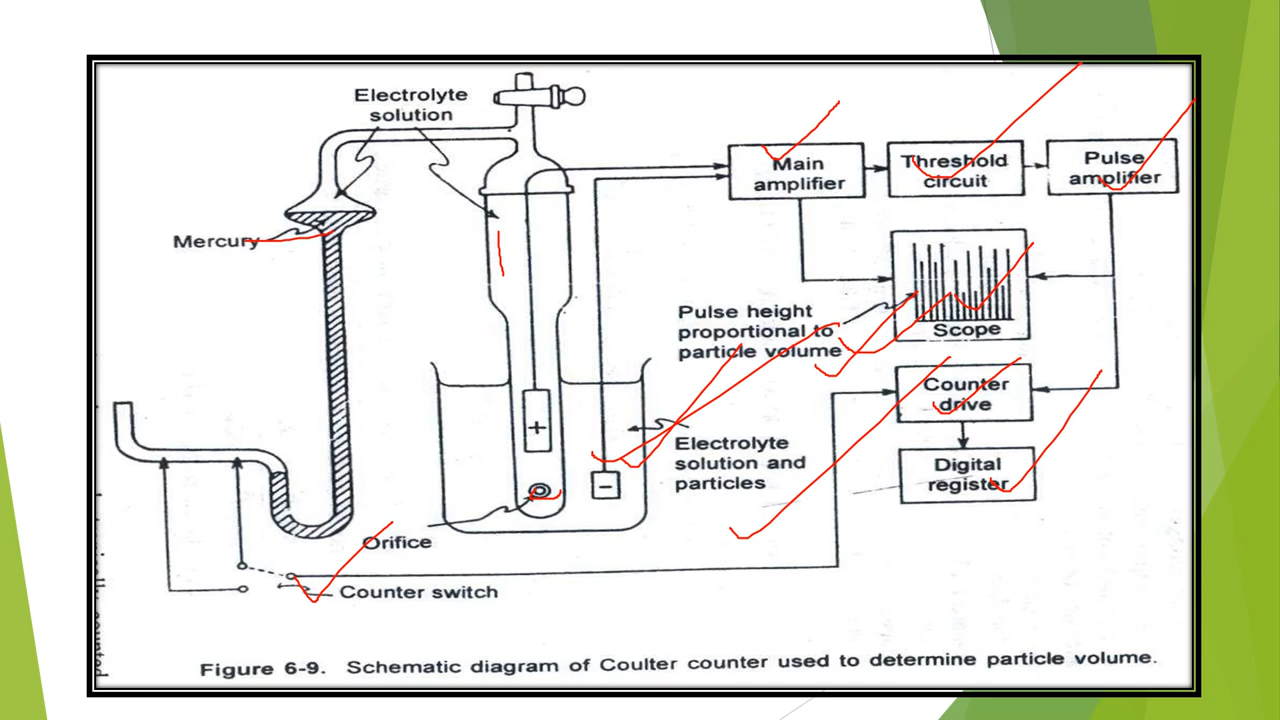 Electrolyte
solution
Mercury
Main
amplifier
Threshold
circuit
Pulse
amplifier
Pulse height
proportional to
particle volume
Scope
Counter
drive
Digital
register
+
−
Electrolyte
solution and
particles
Orifice
Counter switch
Figure 6-9. Schematic diagram of Coulter counter used to determine particle volume.